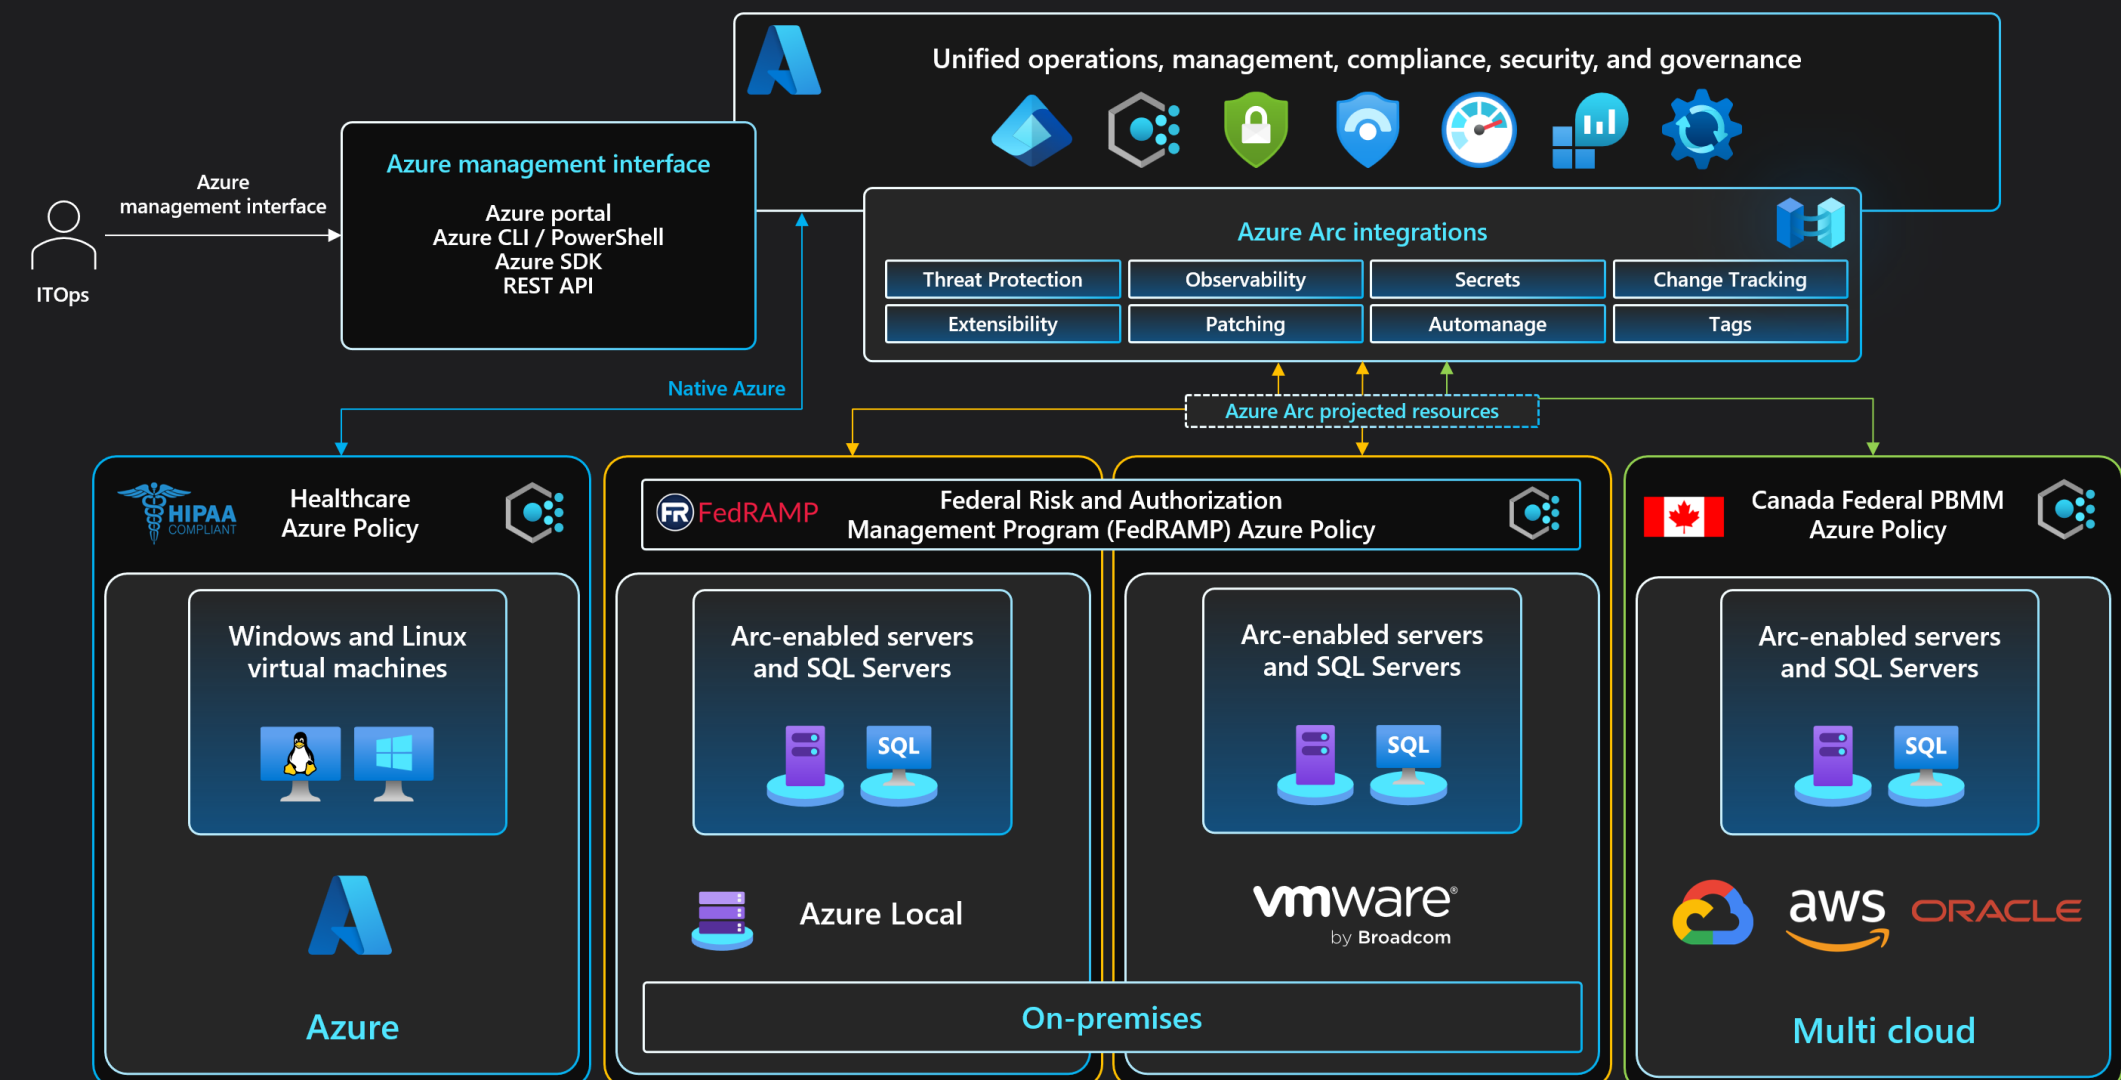 Unified operations, management, compliance, security, and governance
Azure management interface
Azure portal
Azure CLI / PowerShell
Azure SDK
REST API
Azure
management interface
ITOps
Azure Arc integrations
Threat Protection
Observability
Secrets
Change Tracking
Extensibility
Patching
Automanage
Tags
Native Azure
Azure Arc projected resources
HIPAA
COMPLIANT
Healthcare
Azure Policy
FR FedRAMP
Federal Risk and Authorization
Management Program (FedRAMP) Azure Policy
Canada Federal PBMM
Azure Policy
Windows and Linux
virtual machines
Azure
Arc-enabled servers
and SQL Servers
SQL
Azure Local
Arc-enabled servers
and SQL Servers
SQL
vmware®
by Broadcom
On-premises
Arc-enabled servers
and SQL Servers
SQL
aws
ORACLE
Multi cloud